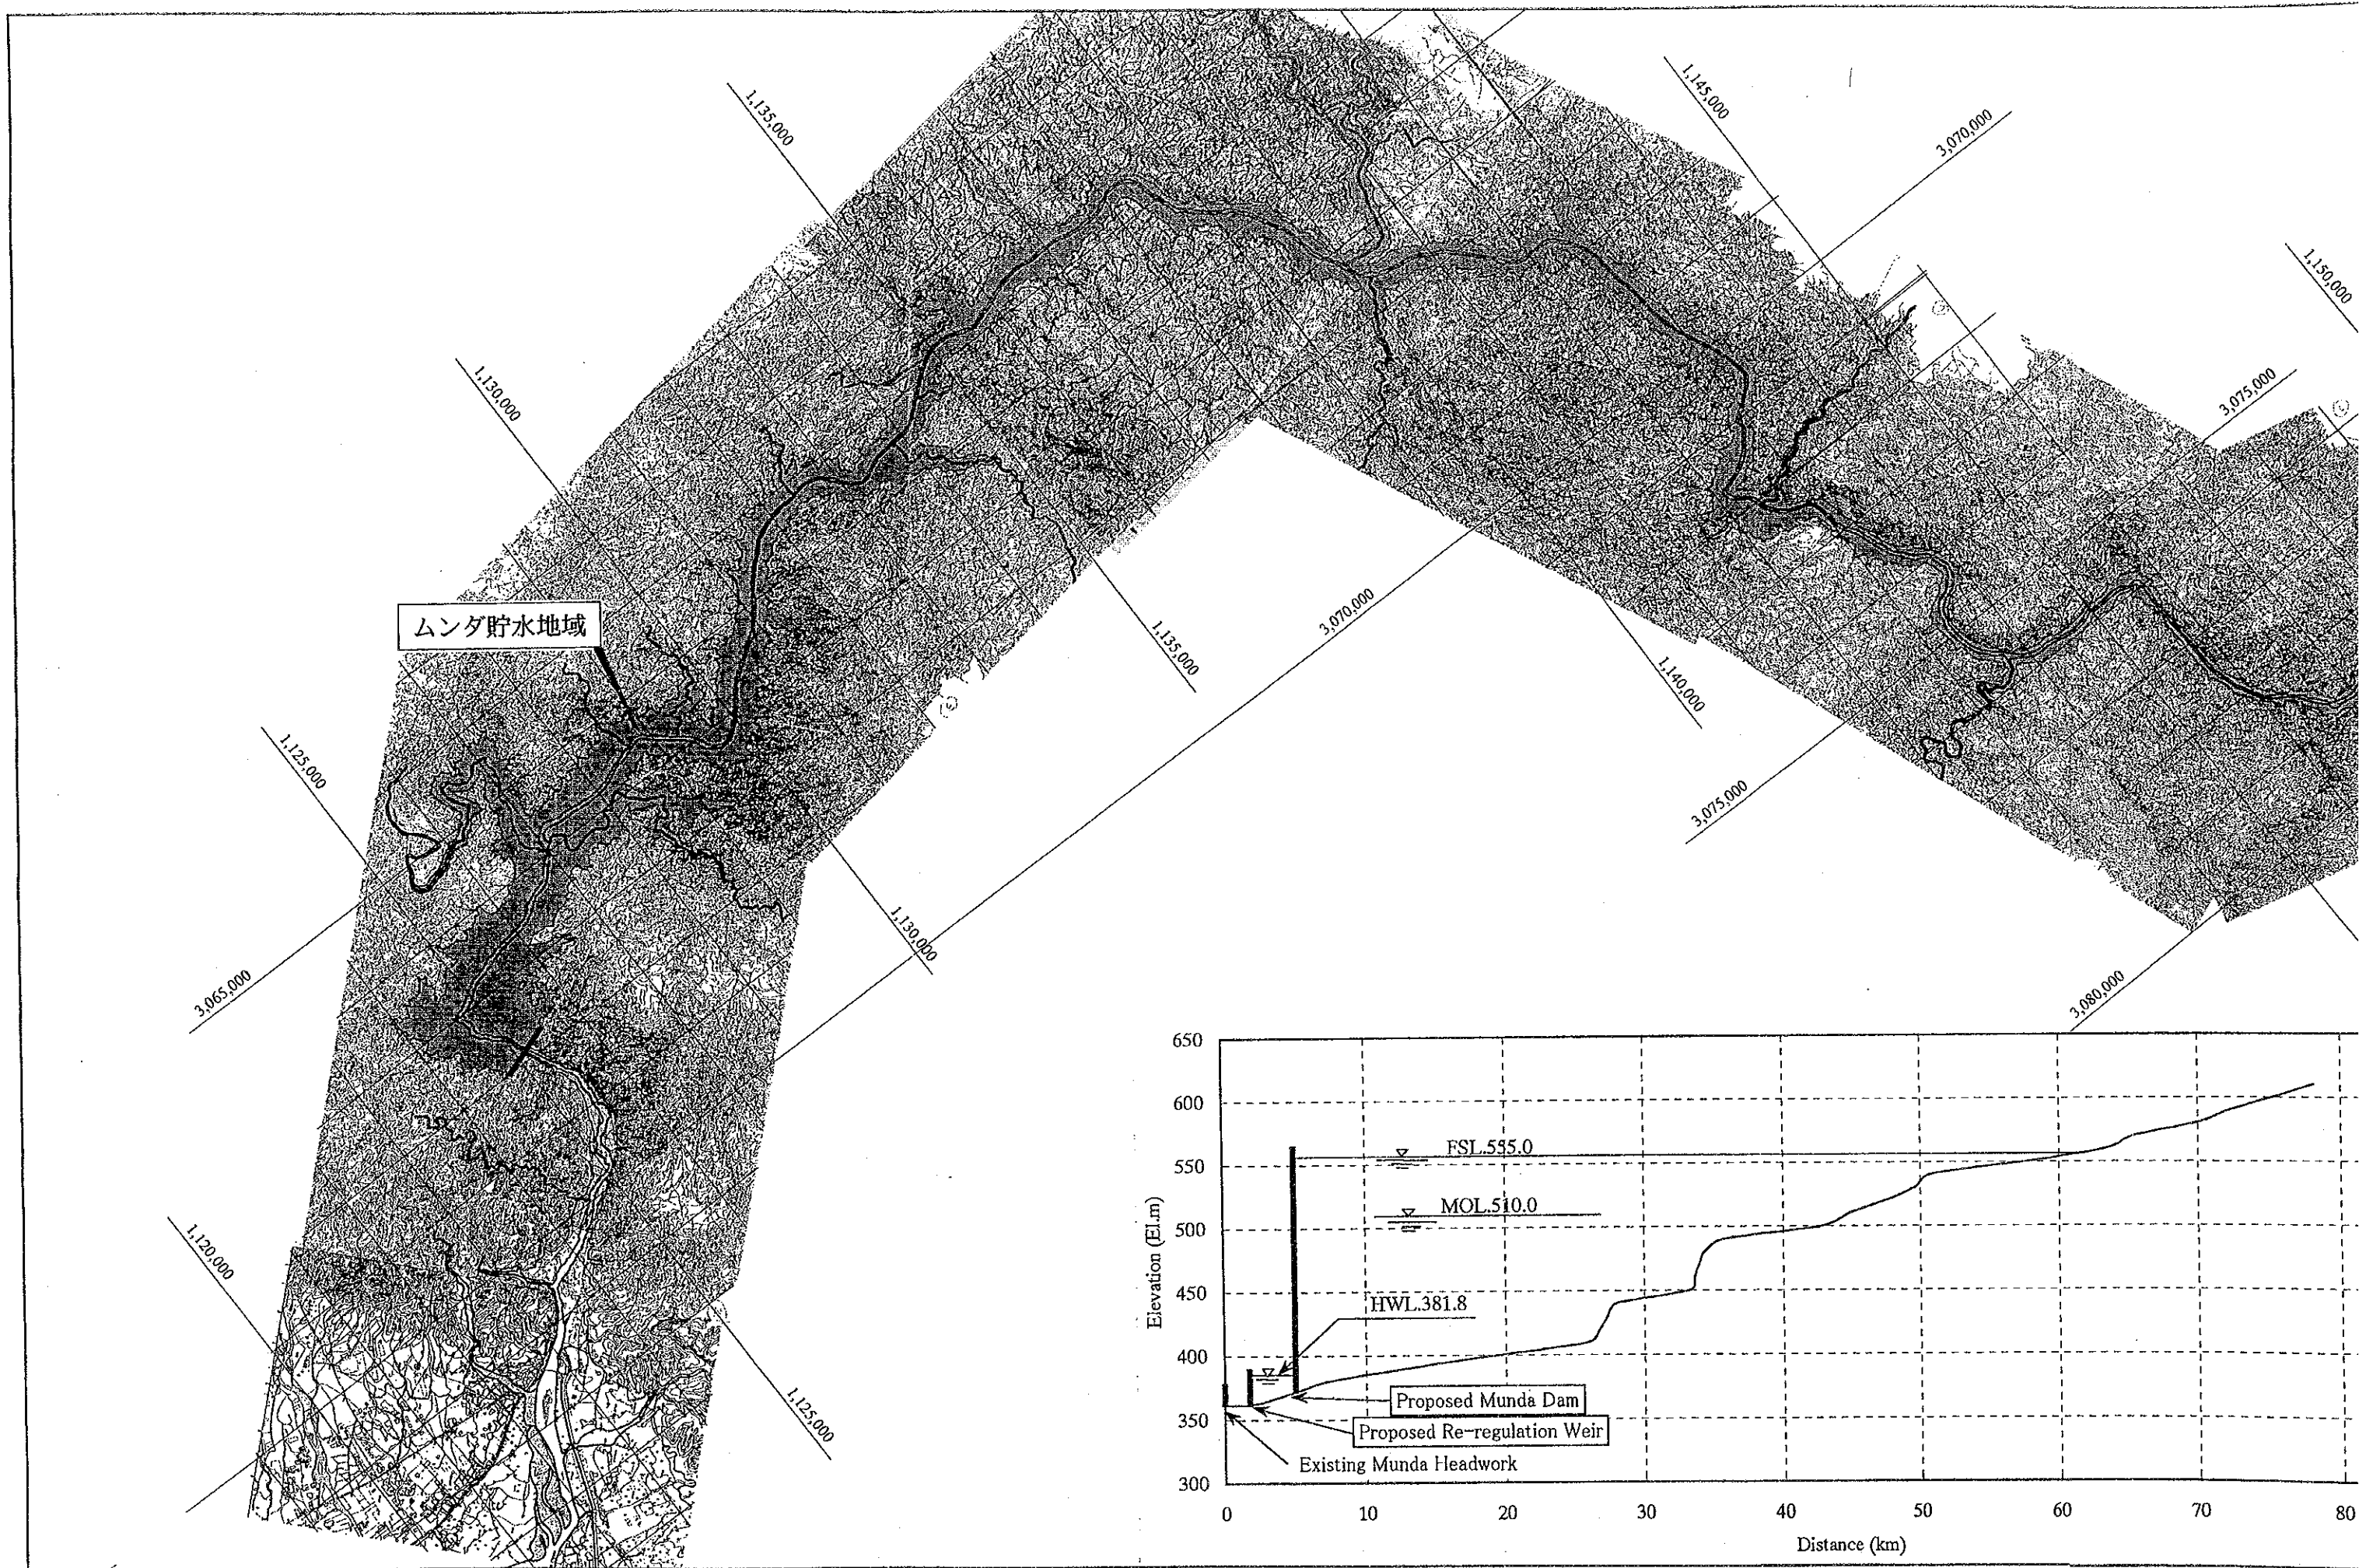 1,135,000
1,145,000
3,070,000
1,150,000
1,130,000
3,075,000
ムンダ貯水地域
3,070,000
1,135,000
1,140,000
1,125,000
3,075,000
1,130,000
3,065,000
3,080,000
1,120,000
1,125,000
650
600
550
500
450
400
350
300
Elevation (El.m)
FSL.555.0
MOL.510.0
HWL.381.8
Proposed Munda Dam
Proposed Re-regulation Weir
Existing Munda Headwork
0 10 20 30 40 50 60 70 80
Distance (km)